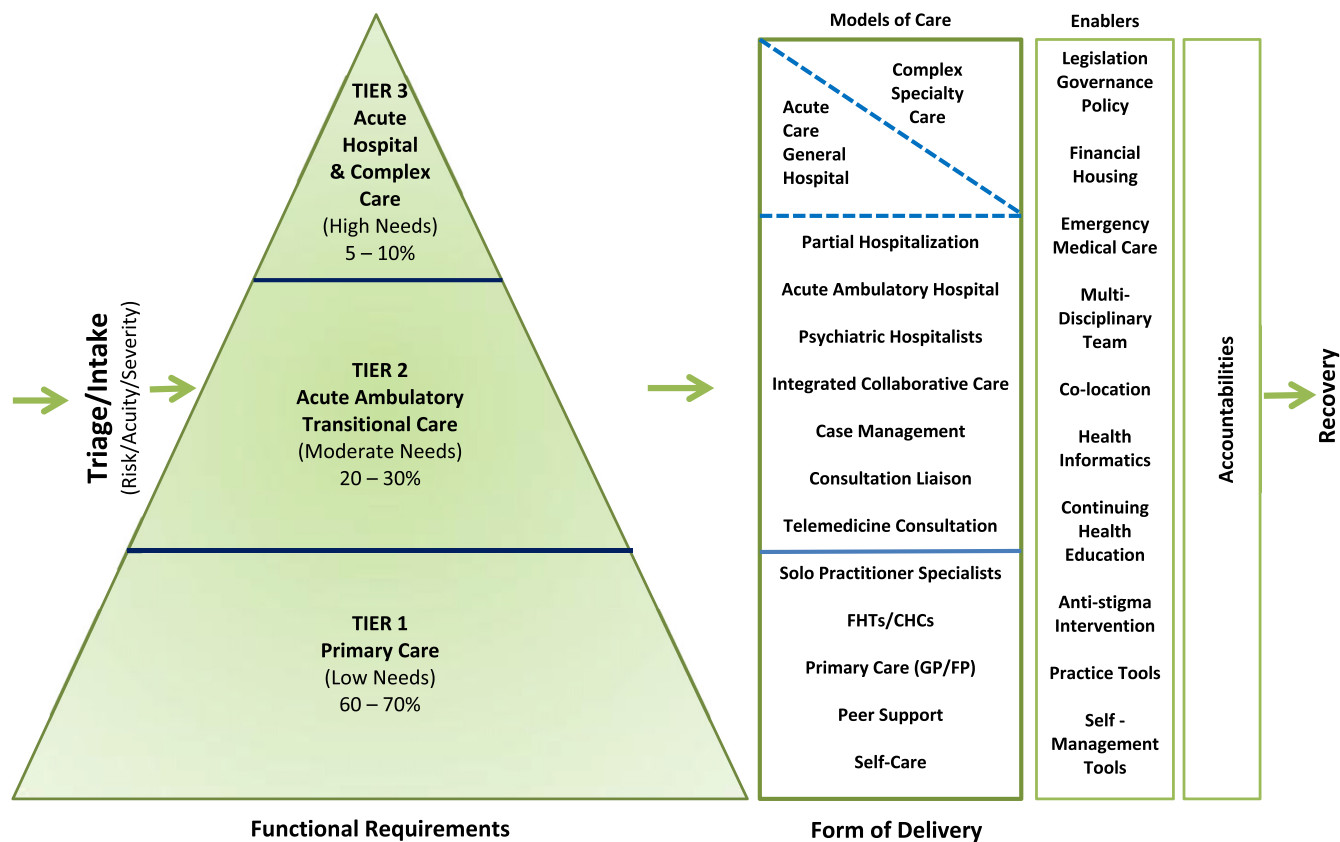 Triage/Intake
(Risk/Acuity/Severity)
TIER 3
Acute
Hospital
& Complex
Care
(High Needs)
5 – 10%
TIER 2
Acute Ambulatory
Transitional Care
(Moderate Needs)
20 – 30%
TIER 1
Primary Care
(Low Needs)
60 – 70%
Functional Requirements
Models of Care
Complex
Specialty
Care
Acute
Care
General
Hospital
Partial Hospitalization
Acute Ambulatory Hospital
Psychiatric Hospitalists
Integrated Collaborative Care
Case Management
Consultation Liaison
Telemedicine Consultation
Solo Practitioner Specialists
FHTs/CHCs
Primary Care (GP/FP)
Peer Support
Self-Care
Form of Delivery
Enablers
Legislation
Governance
Policy
Financial
Housing
Emergency
Medical Care
Multi-
Disciplinary
Team
Co-location
Health
Informatics
Continuing
Health
Education
Anti-stigma
Intervention
Practice Tools
Self -
Management
Tools
Accountabilities
Recovery